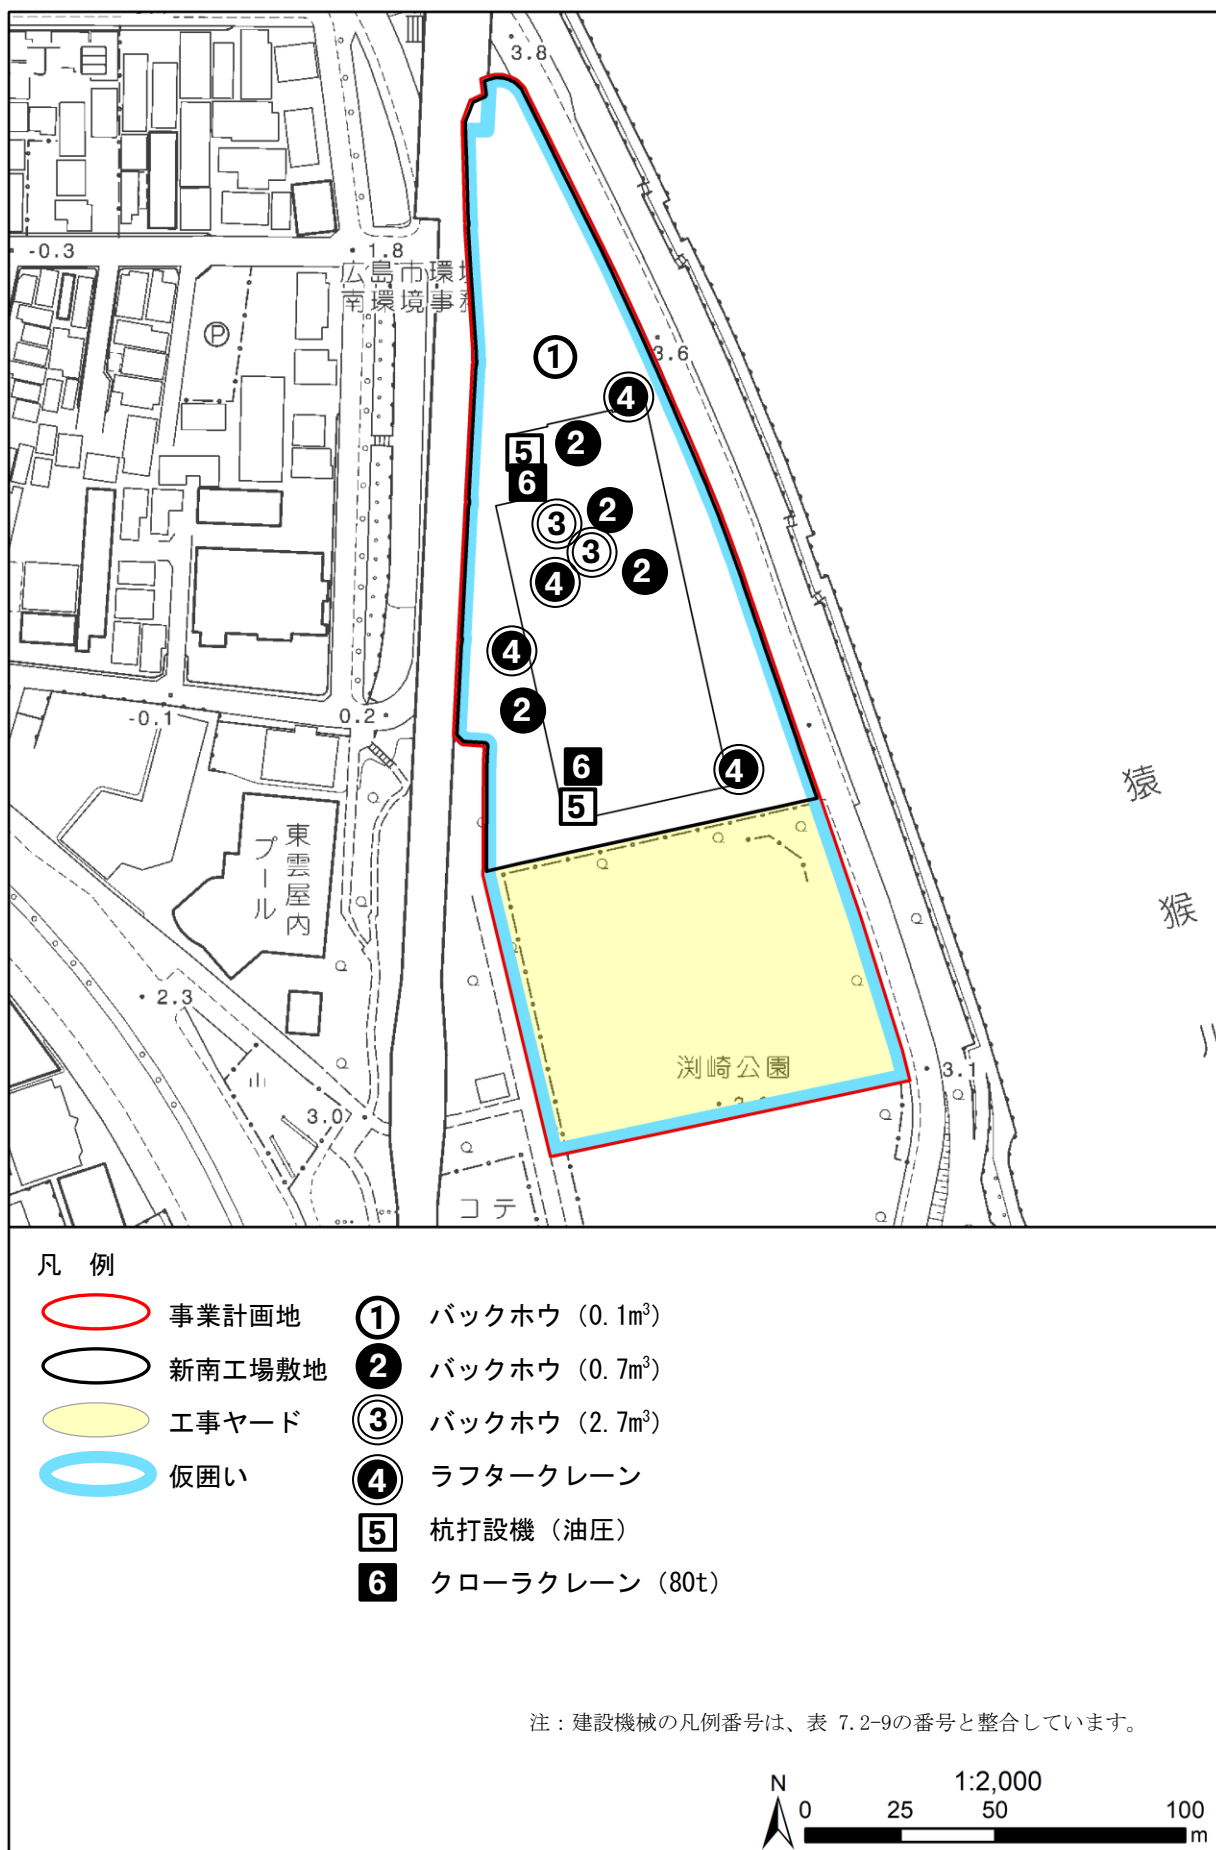 3.8
-0.3
1.8
広島市環境
南環境事務
P
3.6
1
4
2
5
6
2
3
3
2
4
4
2
-0.1
0.2
6
4
5
猿
猴
川
東雲屋内
プール
2.3
渕崎公園
3.1
3.0
コテ
凡 例
事業計画地
新南工場敷地
工事ヤード
仮囲い
1 バックホウ（0.1m³）
2 バックホウ（0.7m³）
3 バックホウ（2.7m³）
4 ラフタークレーン
5 杭打設機（油圧）
6 クローラクレーン（80t）
注：建設機械の凡例番号は、表 7.2-9の番号と整合しています。
N
1:2,000
0 25 50 100
m